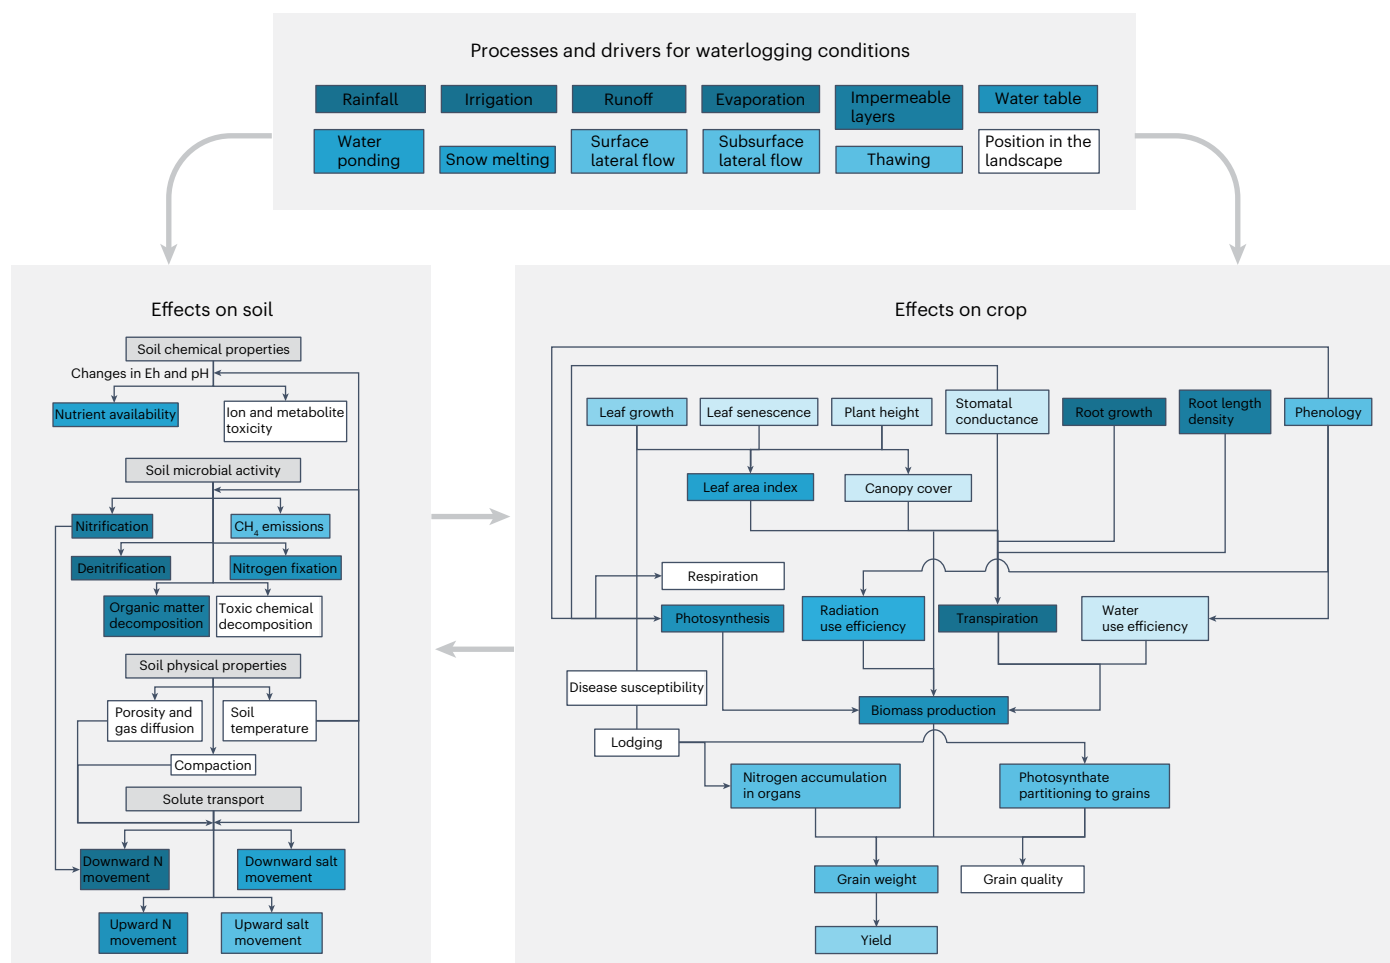 Processes and drivers for waterlogging conditions
Rainfall
Irrigation
Runoff
Evaporation
Impermeable
layers
Water table
Water
ponding
Snow melting
Surface
lateral flow
Subsurface
lateral flow
Thawing
Position in the
landscape
Effects on soil
Soil chemical properties
Changes in Eh and pH
Nutrient availability
Ion and metabolite
toxicity
Soil microbial activity
Nitrification
CH4 emissions
Denitrification
Nitrogen fixation
Organic matter
decomposition
Toxic chemical
decomposition
Soil physical properties
Porosity and
gas diffusion
Soil
temperature
Compaction
Solute transport
Downward N
movement
Downward salt
movement
Upward N
movement
Upward salt
movement
Effects on crop
Leaf growth
Leaf senescence
Plant height
Stomatal
conductance
Root growth
Root length
density
Phenology
Leaf area index
Canopy cover
Respiration
Photosynthesis
Radiation
use efficiency
Transpiration
Water
use efficiency
Disease susceptibility
Biomass production
Lodging
Nitrogen accumulation
in organs
Photosynthate
partitioning to grains
Grain weight
Grain quality
Yield